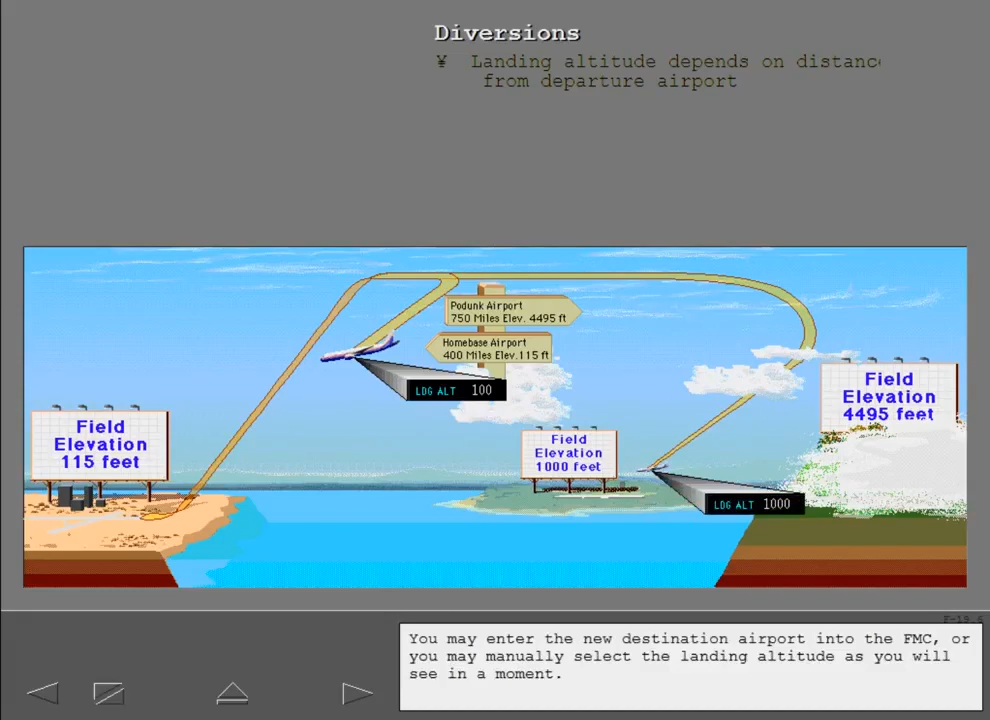 Diversions
¥ Landing altitude depends on distance
from departure airport
Podunk Airport
750 Miles Elev. 4495 ft
Homebase Airport
400 Miles Elev.115 ft
LDG ALT 100
Field
Elevation
4495 feet
Field
Elevation
115 feet
Field
Elevation
1000 feet
LDG ALT 1000
You may enter the new destination airport into the FMC, or
you may manually select the landing altitude as you will
see in a moment.